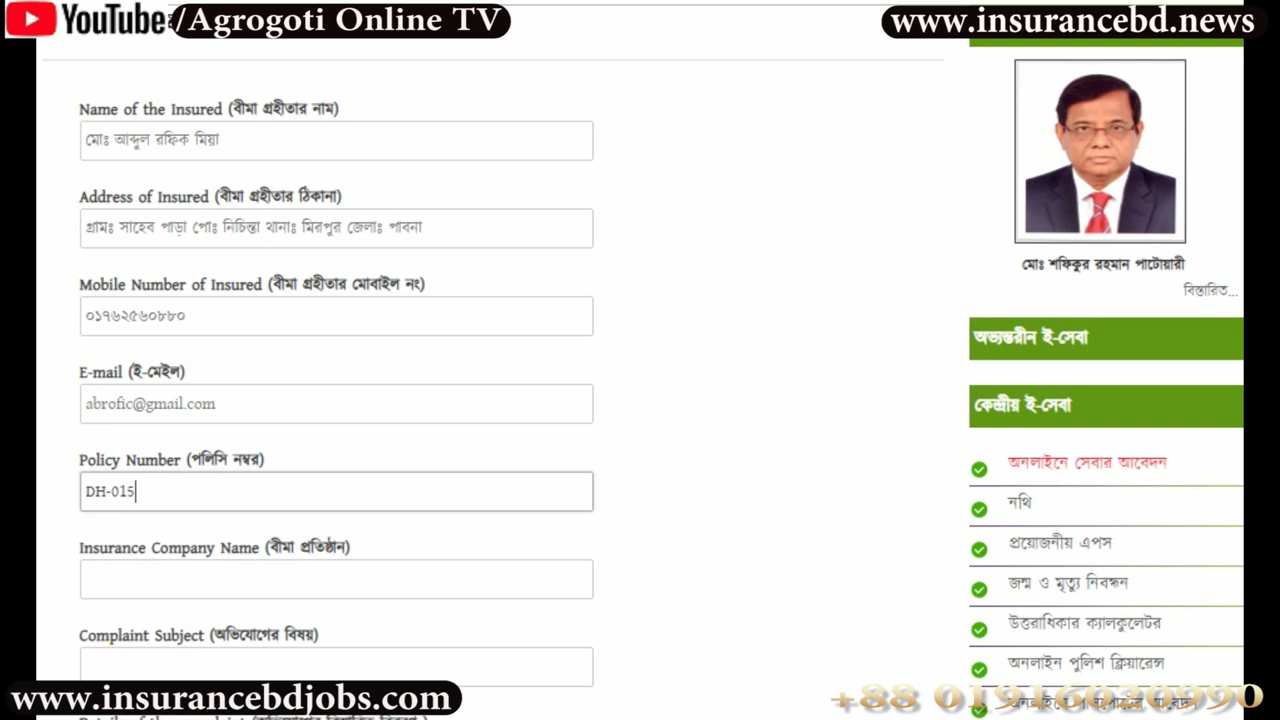 YouTube /Agrogoti Online TV
www.insurancebd.news
Name of the Insured (বীমা গ্রহীতার নাম)
মোঃ আব্দুল রফিক মিয়া
Address of Insured (বীমা গ্রহীতার ঠিকানা)
গ্রামঃ সাহেব পাড়া পোঃ নিচিন্তা থানাঃ মিরপুর জেলাঃ পাবনা
Mobile Number of Insured (বীমা গ্রহীতার মোবাইল নং)
০১৭৬২৫৬০৮৮০
E-mail (ই-মেইল)
abrofic@gmail.com
Policy Number (পলিসি নম্বর)
DH-015
Insurance Company Name (বীমা প্রতিষ্ঠান)
Complaint Subject (অভিযোগের বিষয়)
মোঃ শফিকুর রহমান পাটোয়ারী
বিস্তারিত...
অভ্যন্তরীন ই-সেবা
কেন্দ্রীয় ই-সেবা
অনলাইনে সেবার আবেদন
নথি
প্রয়োজনীয় এপস
জন্ম ও মৃত্যু নিবন্ধন
উত্তরাধিকার ক্যালকুলেটর
অনলাইন পুলিশ ক্লিয়ারেন্স
www.insurancebdjobs.com
+88 01916030990